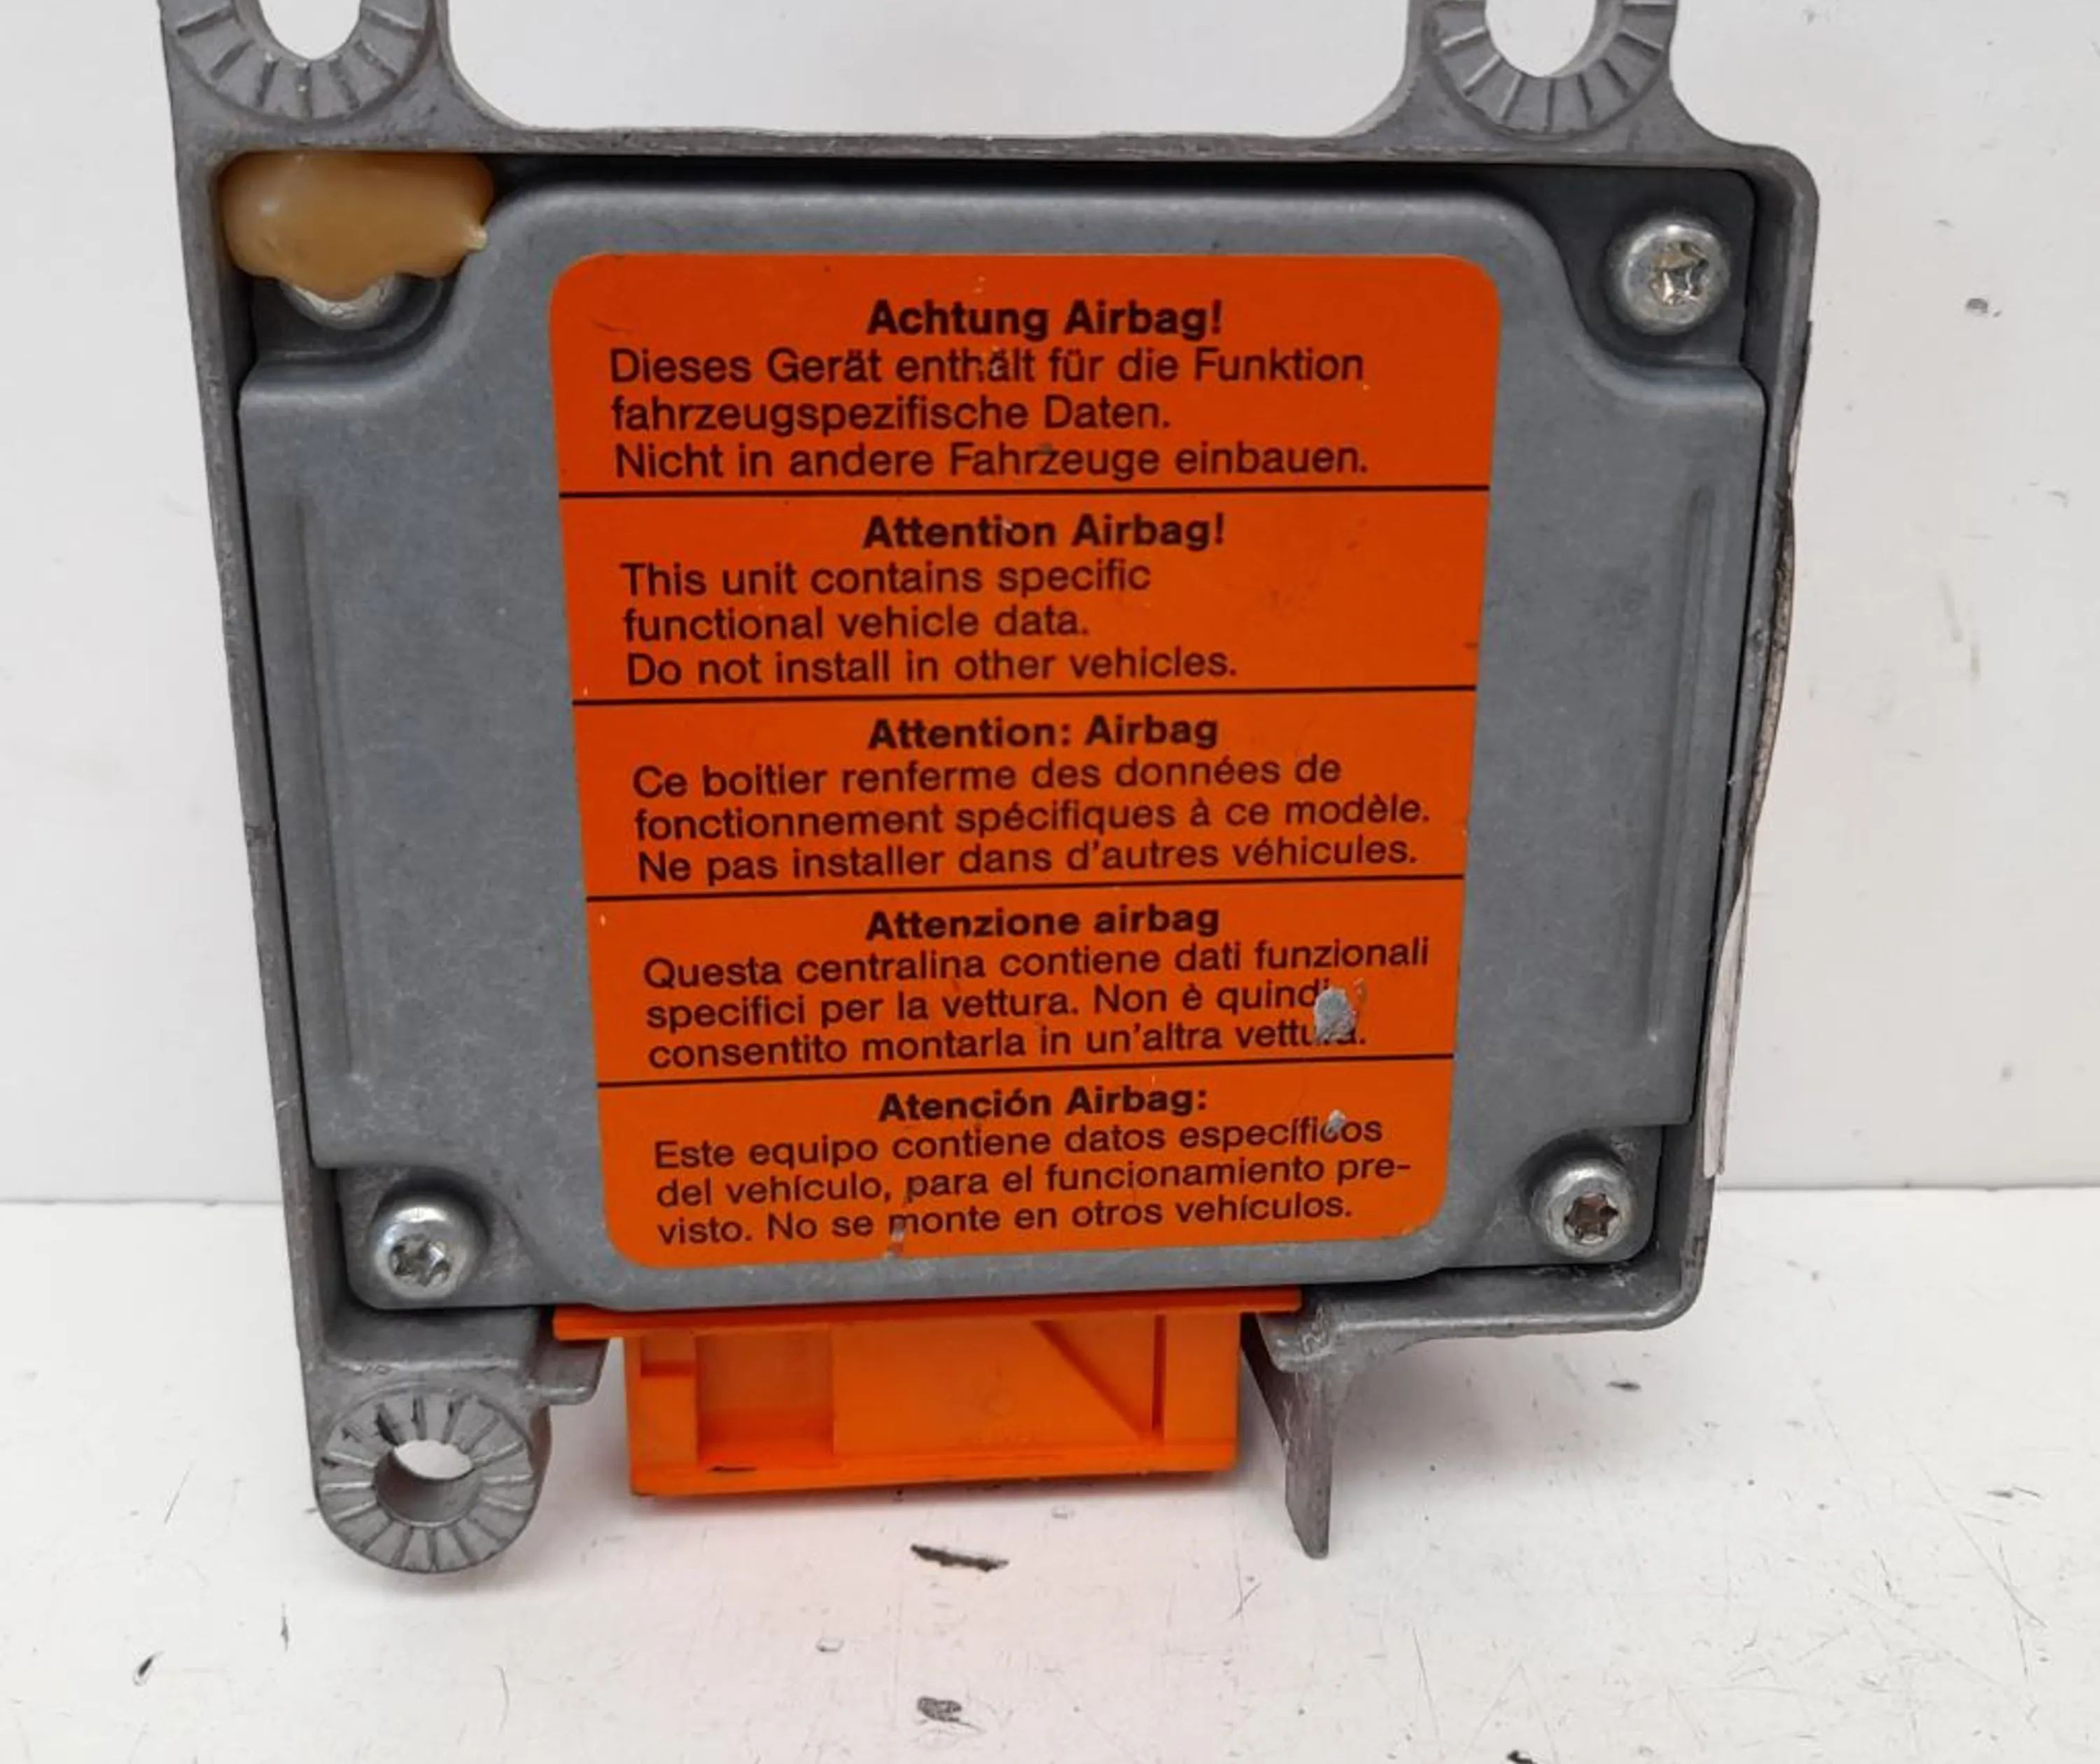 Achtung Airbag!
Dieses Gerät enthält für die Funktion
fahrzeugspezifische Daten.
Nicht in andere Fahrzeuge einbauen.
Attention Airbag!
This unit contains specific
functional vehicle data.
Do not install in other vehicles.
Attention: Airbag
Ce boitier renferme des données de
fonctionnement spécifiques à ce modèle.
Ne pas installer dans d'autres véhicules.
Attenzione airbag
Questa centralina contiene dati funzionali
specifici per la vettura. Non è quindi
consentito montarla in un'altra vettura.
Atención Airbag:
Este equipo contiene datos específicos
del vehículo, para el funcionamiento pre-
visto. No se monte en otros vehículos.